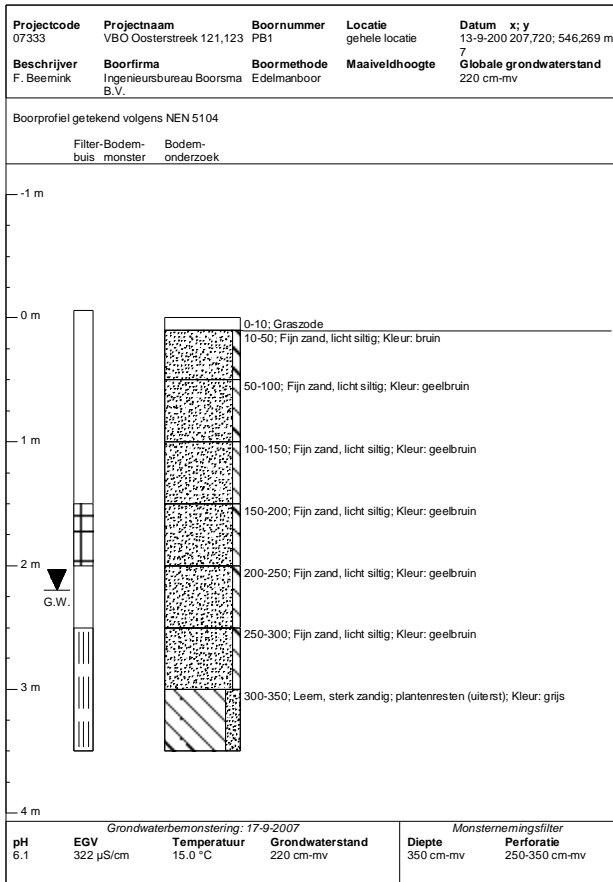 Projectcode Projectnaam Boornummer Locatie Datum x; y
07333 VBO Oosterstreek 121,123 PB1 gehele locatie 13-9-200 207,720; 546,269 m
7
Beschrijver Boorfirma Boormethode Maaiveldhoogte Globale grondwaterstand
F. Beemink Ingenieursbureau Boorsma Edelmanboor 220 cm-mv
B.V.
Boorprofiel getekend volgens NEN 5104
Filter- Bodem- Bodem-
buis monster onderzoek
-1 m
0 m
0-10; Graszode
10-50; Fijn zand, licht siltig; Kleur: bruin
50-100; Fijn zand, licht siltig; Kleur: geelbruin
1 m
100-150; Fijn zand, licht siltig; Kleur: geelbruin
150-200; Fijn zand, licht siltig; Kleur: geelbruin
2 m
200-250; Fijn zand, licht siltig; Kleur: geelbruin
G.W.
250-300; Fijn zand, licht siltig; Kleur: geelbruin
3 m
300-350; Leem, sterk zandig; plantenresten (uiterst); Kleur: grijs
4 m
Grondwaterbemonstering: 17-9-2007 Monsternemingsfilter
pH EGV Temperatuur Grondwaterstand Diepte Perforatie
6.1 322 µS/cm 15.0 °C 220 cm-mv 350 cm-mv 250-350 cm-mv